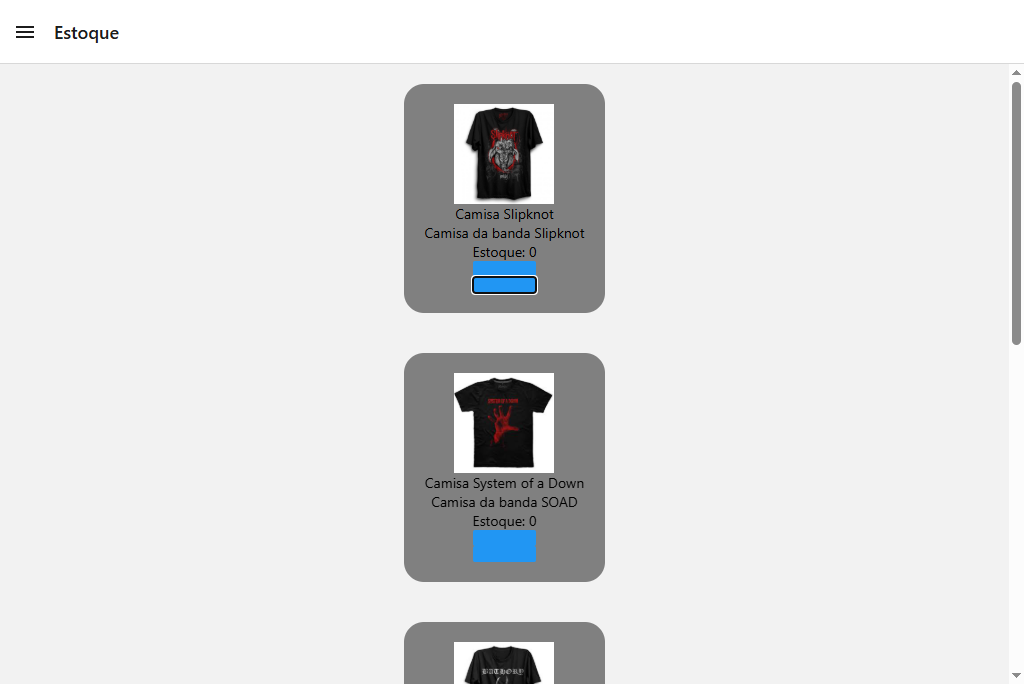 Estoque
Camisa Slipknot
Camisa da banda Slipknot
Estoque: 0
Camisa System of a Down
Camisa da banda SOAD
Estoque: 0
BATHORY